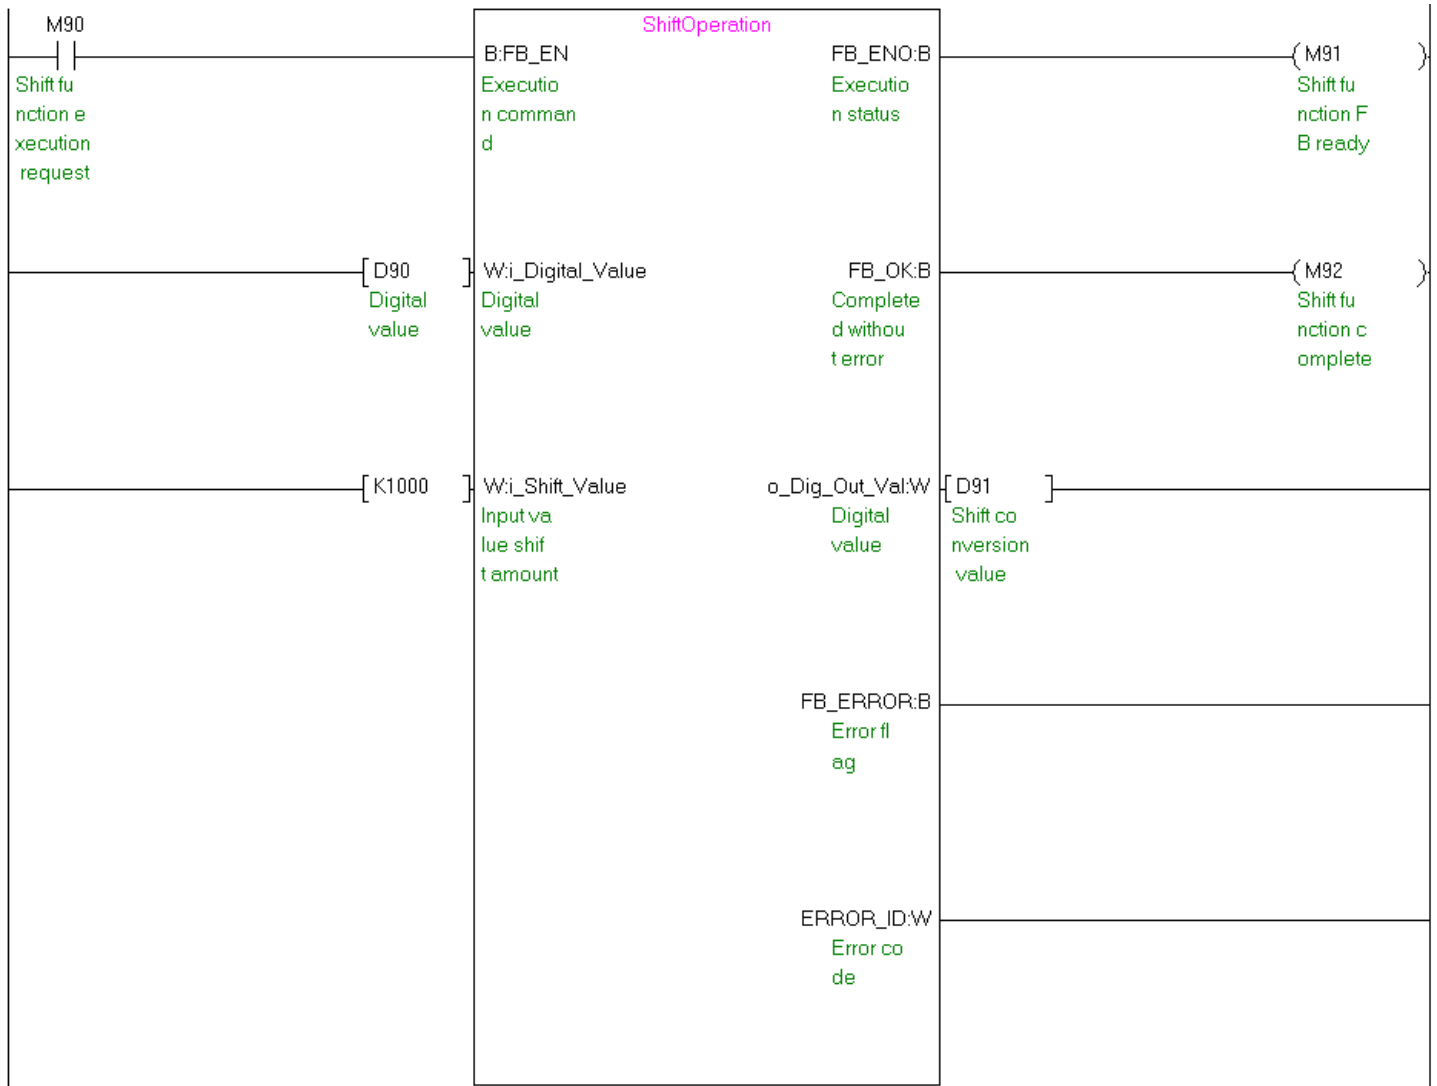 M90
ShiftOperation
B:FB_EN
FB_ENO:B
M91
Shift fu
nction e
xecution
request
Executio
n comman
d
Executio
n status
Shift fu
nction F
B ready
D90
W:i_Digital_Value
FB_OK:B
M92
Digital
value
Digital
value
Complete
d withou
t error
Shift fu
nction c
omplete
K1000
W:i_Shift_Value
o_Dig_Out_Val:W
D91
Input va
lue shif
t amount
Digital
value
Shift co
nversion
value
FB_ERROR:B
Error fl
ag
ERROR_ID:W
Error co
de